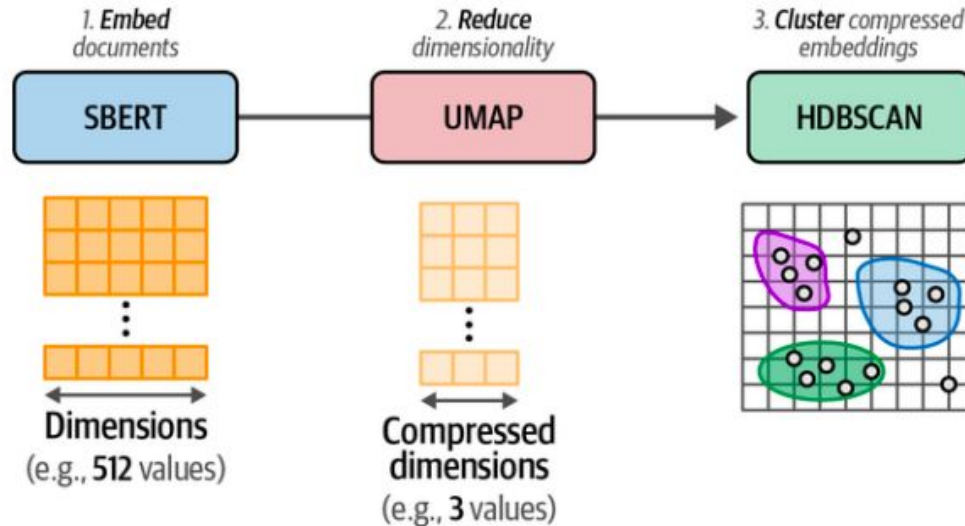 1. Embed
documents
2. Reduce
dimensionality
3. Cluster compressed
embeddings
SBERT
UMAP
HDBSCAN
Dimensions
(e.g., 512 values)
Compressed
dimensions
(e.g., 3 values)